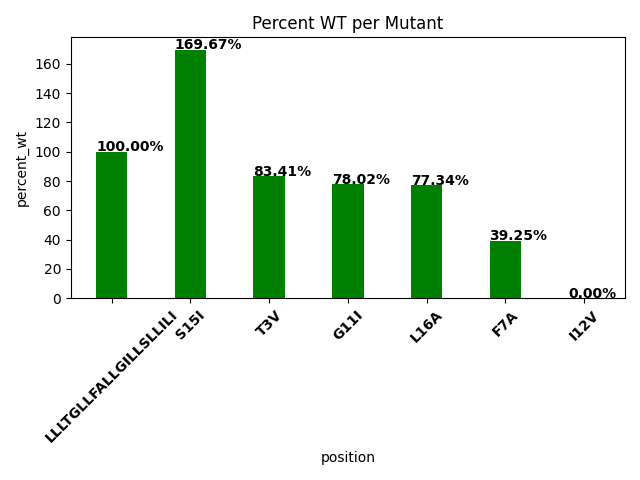 Percent WT per Mutant
percent_wt
160
140
120
100
80
60
40
20
0
100.00%
169.67%
83.41%
78.02%
77.34%
39.25%
0.00%
LLLTGLLFALLGILLSLLILI
S15I
T3V
G11I
L16A
F7A
I12V
position